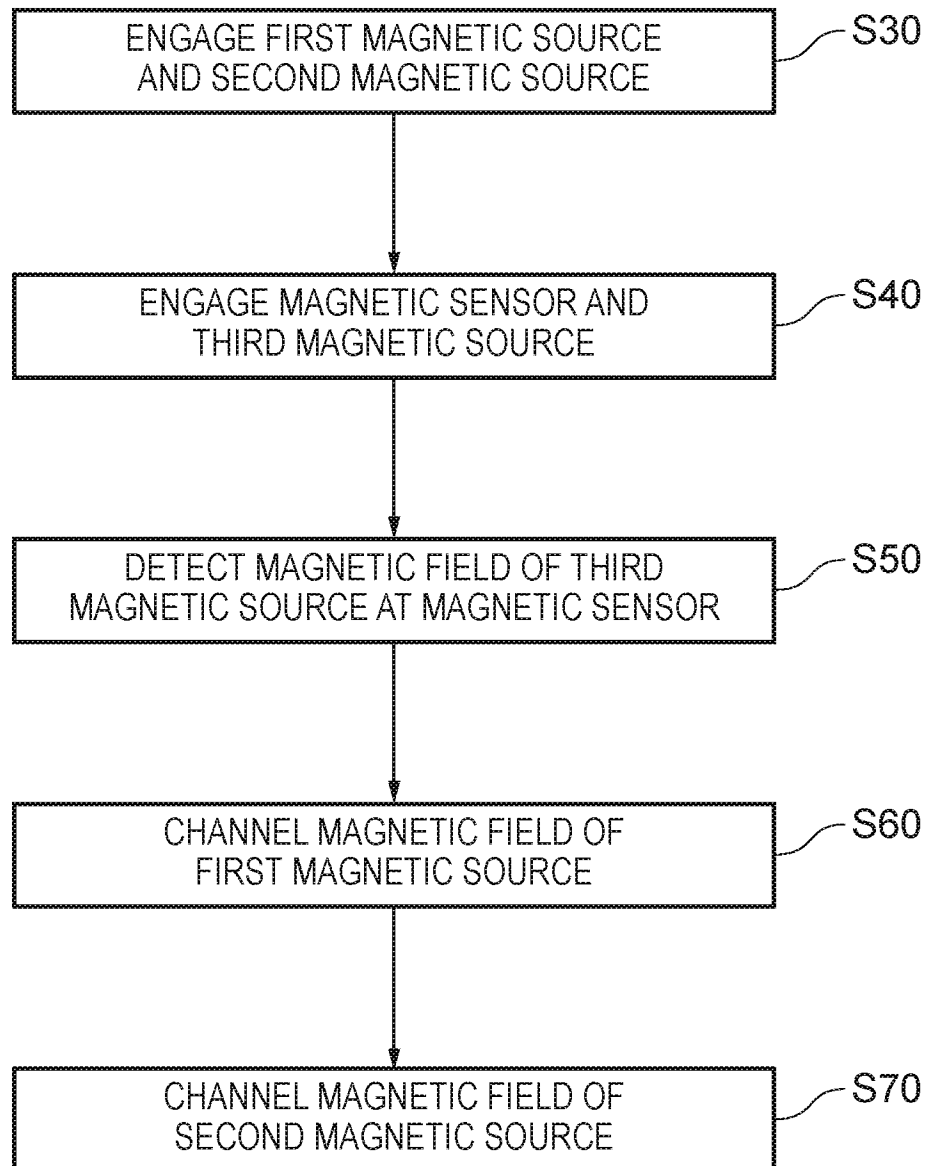 ENGAGE FIRST MAGNETIC SOURCE
AND SECOND MAGNETIC SOURCE
S30
ENGAGE MAGNETIC SENSOR AND
THIRD MAGNETIC SOURCE
S40
DETECT MAGNETIC FIELD OF THIRD
MAGNETIC SOURCE AT MAGNETIC SENSOR
S50
CHANNEL MAGNETIC FIELD OF
FIRST MAGNETIC SOURCE
S60
CHANNEL MAGNETIC FIELD OF
SECOND MAGNETIC SOURCE
S70